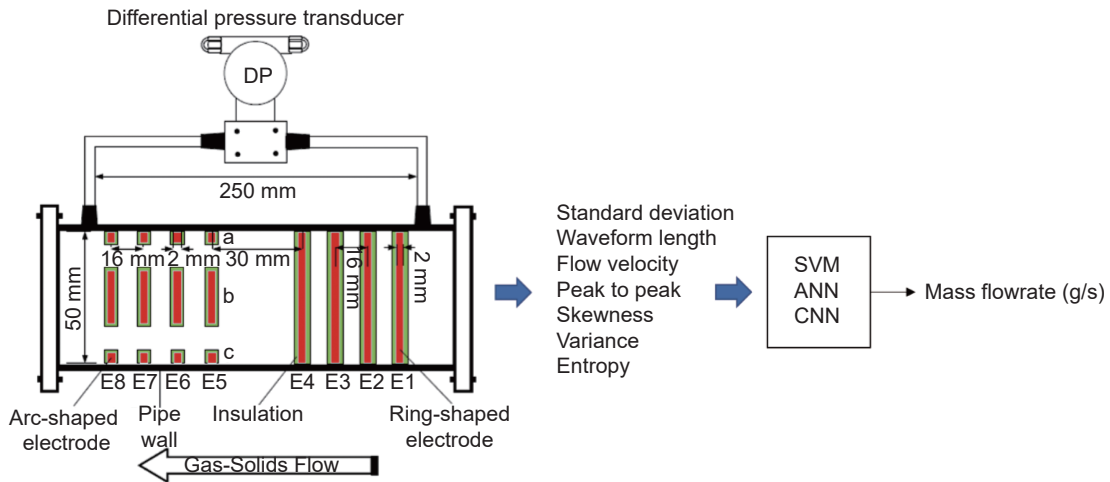 Differential pressure transducer
DP
250 mm
a
16 mm
2 mm
30 mm
16 mm
2 mm
50 mm
b
c
E8
E7
E6
E5
E4
E3
E2
E1
Arc-shaped
electrode
Pipe
wall
Insulation
Ring-shaped
electrode
Gas-Solids Flow
Standard deviation
Waveform length
Flow velocity
Peak to peak
Skewness
Variance
Entropy
SVM
ANN
CNN
Mass flowrate (g/s)